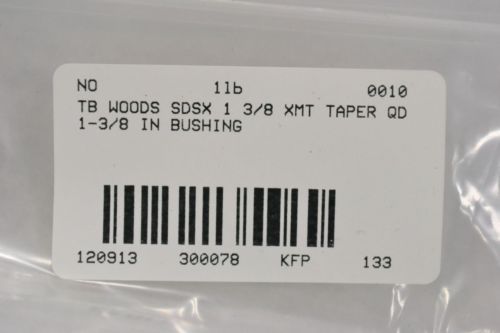 NO 1lb 0010
TB WOODS SDSX 1 3/8 XMT TAPER QD
1-3/8 IN BUSHING
120913 300078 KFP 133